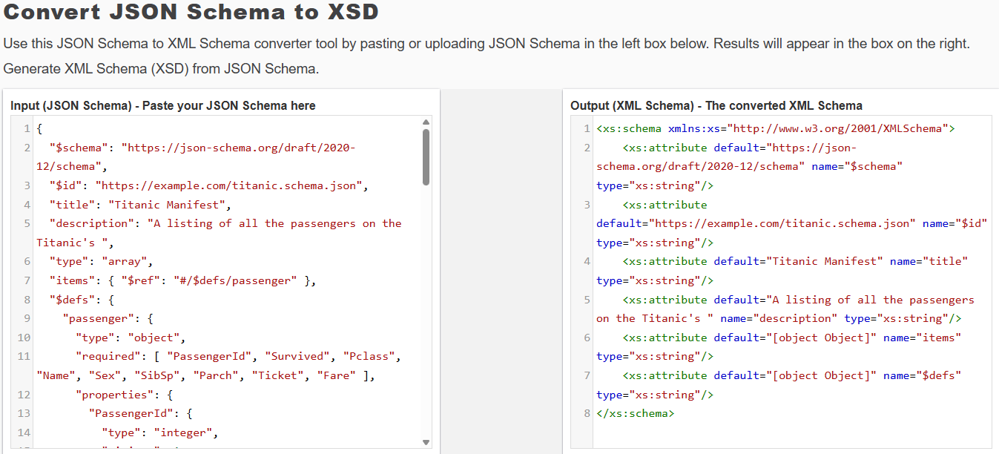 Convert JSON Schema to XSD
Use this JSON Schema to XML Schema converter tool by pasting or uploading JSON Schema in the left box below. Results will appear in the box on the right.
Generate XML Schema (XSD) from JSON Schema.
Input (JSON Schema) - Paste your JSON Schema here
1 {
2 "$schema": "https://json-schema.org/draft/2020-
12/schema",
3 "$id": "https://example.com/titanic.schema.json",
4 "title": "Titanic Manifest",
5 "description": "A listing of all the passengers on the
Titanic's ",
6 "type": "array",
7 "items": { "$ref": "#/$defs/passenger" },
8 "$defs": {
9 "passenger": {
10 "type": "object",
11 "required": [ "PassengerId", "Survived", "Pclass",
"Name", "Sex", "SibSp", "Parch", "Ticket", "Fare" ],
12 "properties": {
13 "PassengerId": {
14 "type": "integer",
Output (XML Schema) - The converted XML Schema
1 <xs:schema xmlns:xs="http://www.w3.org/2001/XMLSchema">
2 <xs:attribute default="https://json-
schema.org/draft/2020-12/schema" name="$schema"
type="xs:string"/>
3 <xs:attribute
default="https://example.com/titanic.schema.json" name="$id"
type="xs:string"/>
4 <xs:attribute default="Titanic Manifest" name="title"
type="xs:string"/>
5 <xs:attribute default="A listing of all the passengers
on the Titanic's " name="description" type="xs:string"/>
6 <xs:attribute default="[object Object]" name="items"
type="xs:string"/>
7 <xs:attribute default="[object Object]" name="$defs"
type="xs:string"/>
8 </xs:schema>